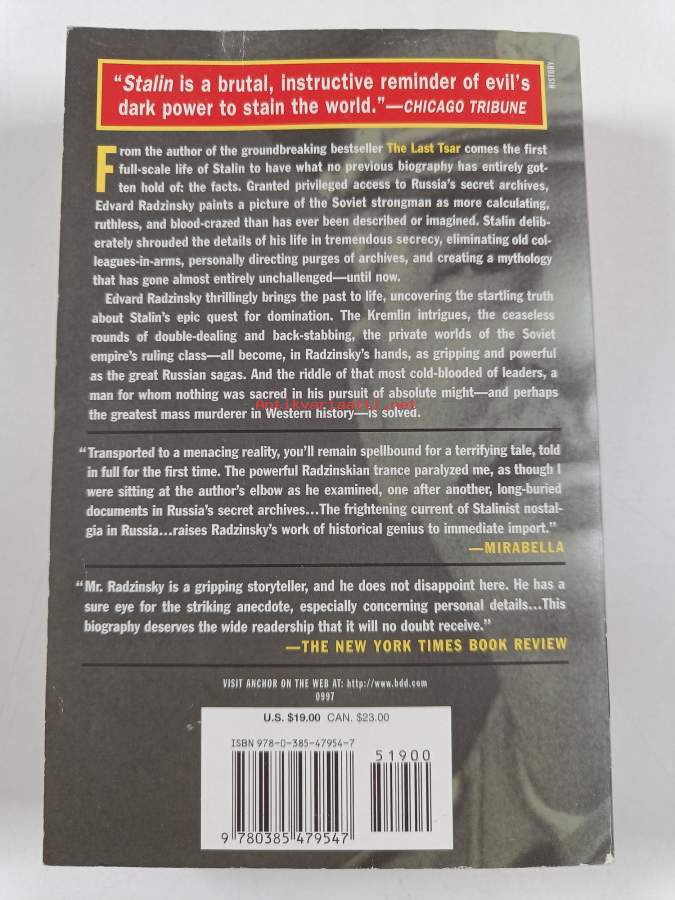 HISTORY
“Stalin is a brutal, instructive reminder of evil’s
dark power to stain the world.”—CHICAGO TRIBUNE
From the author of the groundbreaking bestseller The Last Tsar comes the first
full-scale life of Stalin to have what no previous biography has entirely got-
ten hold of: the facts. Granted privileged access to Russia’s secret archives,
Edvard Radzinsky paints a picture of the Soviet strongman as more calculating,
ruthless, and blood-crazed than has ever been described or imagined. Stalin delib-
erately shrouded the details of his life in tremendous secrecy, eliminating old col-
leagues-in-arms, personally directing purges of archives, and creating a mythology
that has gone almost entirely unchallenged—until now.
Edvard Radzinsky thrillingly brings the past to life, uncovering the startling truth
about Stalin’s epic quest for domination. The Kremlin intrigues, the ceaseless
rounds of double-dealing and back-stabbing, the private worlds of the Soviet
empire’s ruling class—all become, in Radzinsky’s hands, as gripping and powerful
as the great Russian sagas. And the riddle of that most cold-blooded of leaders, a
man for whom nothing was sacred in his pursuit of absolute might—and perhaps
the greatest mass murderer in Western history—is solved.
Antikvariaatti.net
“Transported to a menacing reality, you’ll remain spellbound for a terrifying tale, told
in full for the first time. The powerful Radzinskian trance paralyzed me, as though I
were sitting at the author’s elbow as he examined, one after another, long-buried
documents in Russia’s secret archives...The frightening current of Stalinist nostal-
gia in Russia...raises Radzinsky’s work of historical genius to immediate import.”
—MIRABELLA
“Mr. Radzinsky is a gripping storyteller, and he does not disappoint here. He has a
sure eye for the striking anecdote, especially concerning personal details...This
biography deserves the wide readership that it will no doubt receive.”
—THE NEW YORK TIMES BOOK REVIEW
VISIT ANCHOR ON THE WEB AT: http://www.bdd.com
0997
U.S. $19.00 CAN. $23.00
ISBN 978-0-385-47954-7
51900
9 780385 479547